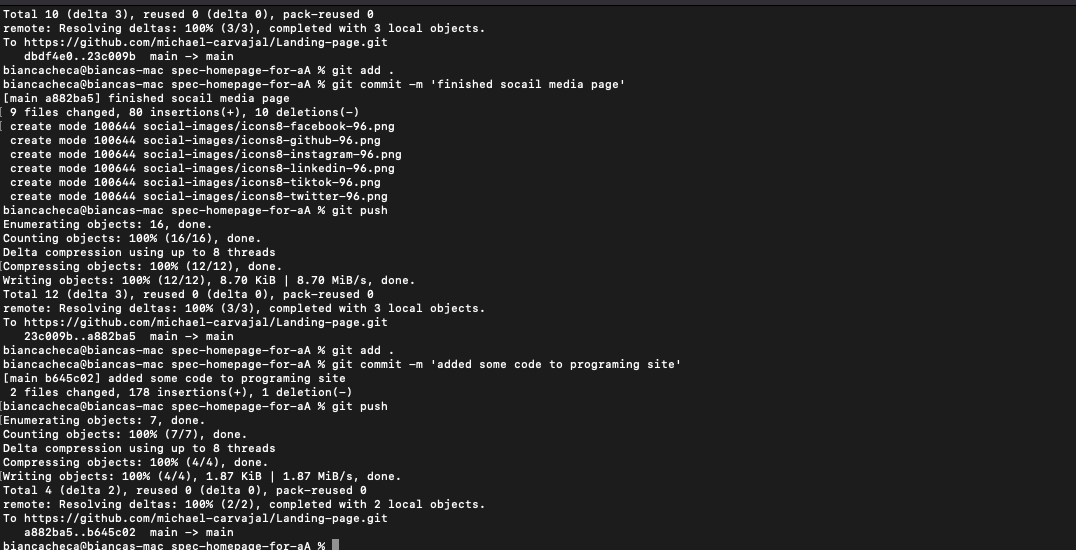 Total 10 (delta 3), reused 0 (delta 0), pack-reused 0
remote: Resolving deltas: 100% (3/3), completed with 3 local objects.
To https://github.com/michael-carvajal/Landing-page.git
   dbdf4e0..23c009b  main -> main
biancacheca@biancas-mac spec-homepage-for-aA % git add .
biancacheca@biancas-mac spec-homepage-for-aA % git commit -m 'finished socail media page'
[main a882ba5] finished socail media page
[ 9 files changed, 80 insertions(+), 10 deletions(-)
[ create mode 100644 social-images/icons8-facebook-96.png
 create mode 100644 social-images/icons8-github-96.png
 create mode 100644 social-images/icons8-instagram-96.png
 create mode 100644 social-images/icons8-linkedin-96.png
 create mode 100644 social-images/icons8-tiktok-96.png
 create mode 100644 social-images/icons8-twitter-96.png
biancacheca@biancas-mac spec-homepage-for-aA % git push
Enumerating objects: 16, done.
Counting objects: 100% (16/16), done.
Delta compression using up to 8 threads
[Compressing objects: 100% (12/12), done.
Writing objects: 100% (12/12), 8.70 KiB | 8.70 MiB/s, done.
Total 12 (delta 3), reused 0 (delta 0), pack-reused 0
remote: Resolving deltas: 100% (3/3), completed with 3 local objects.
To https://github.com/michael-carvajal/Landing-page.git
   23c009b..a882ba5  main -> main
biancacheca@biancas-mac spec-homepage-for-aA % git add .
biancacheca@biancas-mac spec-homepage-for-aA % git commit -m 'added some code to programing site'
[main b645c02] added some code to programing site
 2 files changed, 178 insertions(+), 1 deletion(-)
[biancacheca@biancas-mac spec-homepage-for-aA % git push
[Enumerating objects: 7, done.
Counting objects: 100% (7/7), done.
Delta compression using up to 8 threads
Compressing objects: 100% (4/4), done.
[Writing objects: 100% (4/4), 1.87 KiB | 1.87 MiB/s, done.
Total 4 (delta 2), reused 0 (delta 0), pack-reused 0
remote: Resolving deltas: 100% (2/2), completed with 2 local objects.
To https://github.com/michael-carvajal/Landing-page.git
   a882ba5..b645c02  main -> main
biancacheca@biancas-mac spec-homepage-for-aA %